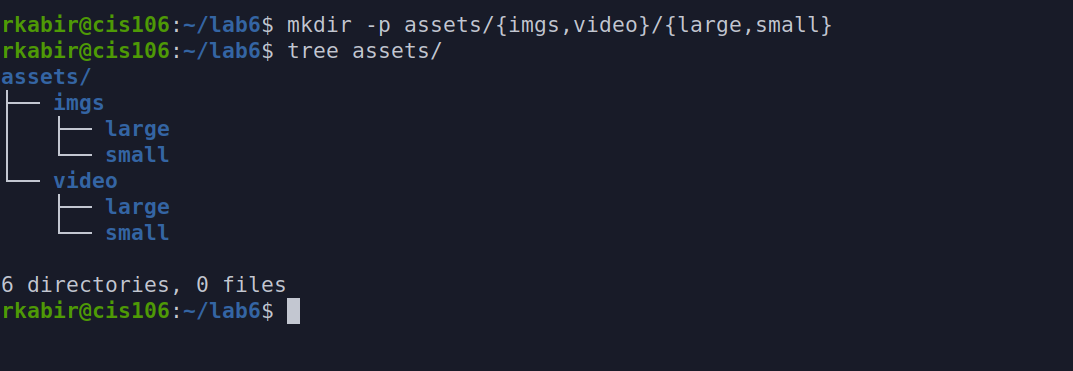 rkabir@cis106:~/lab6$ mkdir -p assets/{imgs,video}/{large,small}
rkabir@cis106:~/lab6$ tree assets/
assets/
├── imgs
│   ├── large
│   └── small
└── video
    ├── large
    └── small
6 directories, 0 files
rkabir@cis106:~/lab6$